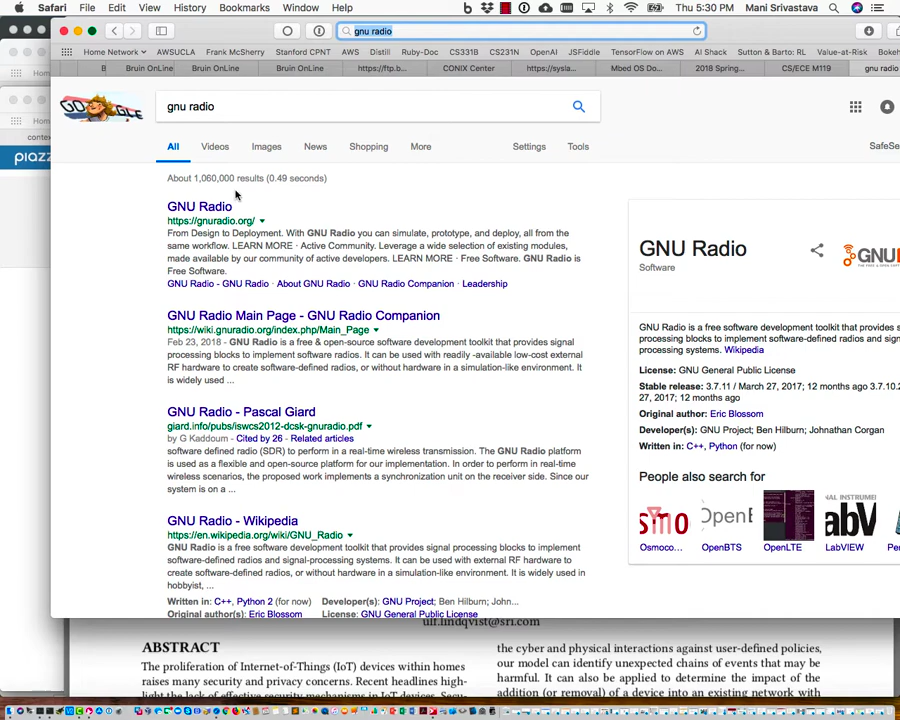 Safari File Edit View History Bookmarks Window Help Thu 5:30 PM Mani Srivastava
gnu radio
Home Network AWSUCLA Frank McSherry Stanford CPNT AWS Distill Ruby-Doc CS331B CS231N OpenAI JSFiddle TensorFlow on AWS AI Shack Sutton & Barto: RL Value-at-Risk Bokeh
B Bruin OnLine Bruin OnLine Bruin OnLine https://ftp.b... CONIX Center https://sysla... Mbed OS Do... 2018 Spring... CS/ECE M119 gnu radio
GOOGLE
gnu radio
All Videos Images News Shopping More Settings Tools SafeSe
About 1,060,000 results (0.49 seconds)
GNU Radio
https://gnuradio.org/
From Design to Deployment. With GNU Radio you can simulate, prototype, and deploy, all from the
same workflow. LEARN MORE · Active Community. Leverage a wide selection of existing modules,
made available by our community of active developers. LEARN MORE · Free Software. GNU Radio is
Free Software.
GNU Radio - GNU Radio · About GNU Radio · GNU Radio Companion · Leadership
GNU Radio Main Page - GNU Radio Companion
https://wiki.gnuradio.org/index.php/Main_Page
Feb 23, 2018 - GNU Radio is a free & open-source software development toolkit that provides signal
processing blocks to implement software radios. It can be used with readily -available low-cost external
RF hardware to create software-defined radios, or without hardware in a simulation-like environment. It
is widely used ...
GNU Radio - Pascal Giard
giard.info/pubs/iswcs2012-dcsk-gnuradio.pdf
by G Kaddoum - Cited by 26 - Related articles
software defined radio (SDR) to perform in a real-time wireless transmission. The GNU Radio platform
is used as a flexible and open-source platform for our implementation. In order to perform in real-time
wireless scenarios, the proposed work implements a synchronization unit on the receiver side. Since our
system is on a ...
GNU Radio - Wikipedia
https://en.wikipedia.org/wiki/GNU_Radio
GNU Radio is a free software development toolkit that provides signal processing blocks to implement
software-defined radios and signal-processing systems. It can be used with external RF hardware to
create software-defined radios, or without hardware in a simulation-like environment. It is widely used in
hobbyist, ...
Written in: C++, Python 2 (for now) Developer(s): GNU Project; Ben Hilburn; John...
Original author(s): Eric Blossom License: GNU General Public License
GNU Radio
Software
GNU
GNU Radio is a free software development toolkit that provides s
processing blocks to implement software-defined radios and sign
processing systems. Wikipedia
License: GNU General Public License
Stable release: 3.7.11 / March 27, 2017; 12 months ago 3.7.10.
27, 2017; 12 months ago
Original author: Eric Blossom
Developer(s): GNU Project; Ben Hilburn; Johnathan Corgan
Written in: C++, Python (for now)
People also search for
Osmoco... OpenBTS OpenLTE LabVIEW
Hom
Hom
contex
piazz
ulf.lindqvist@sri.com
ABSTRACT
The proliferation of Internet-of-Things (IoT) devices within homes
raises many security and privacy concerns. Recent headlines high-
light the lack of effective security mechanisms in IoT devices. Secu-
the cyber and physical interactions against user-defined policies,
our model can identify unexpected chains of events that may be
harmful. It can also be applied to determine the impact of the
addition (or removal) of a device into an existing network with